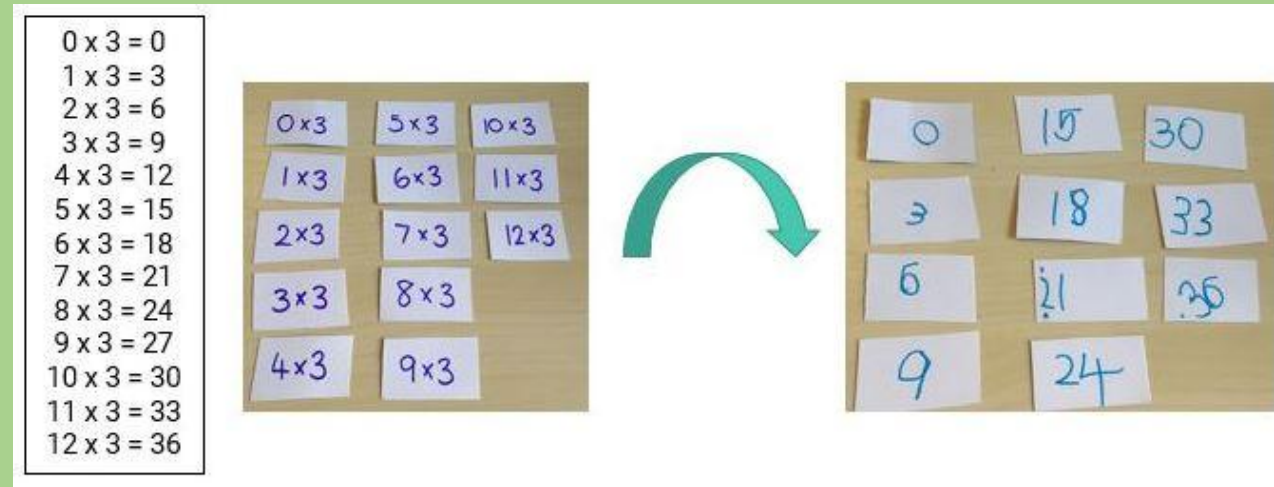 0 x 3 = 0
1 x 3 = 3
2 x 3 = 6
3 x 3 = 9
4 x 3 = 12
5 x 3 = 15
6 x 3 = 18
7 x 3 = 21
8 x 3 = 24
9 x 3 = 27
10 x 3 = 30
11 x 3 = 33
12 x 3 = 36
0x3 5x3 10x3
1x3 6x3 11x3
2x3 7x3 12x3
3x3 8x3
4x3 9x3
0 15 30
3 18 33
6 21 36
9 24